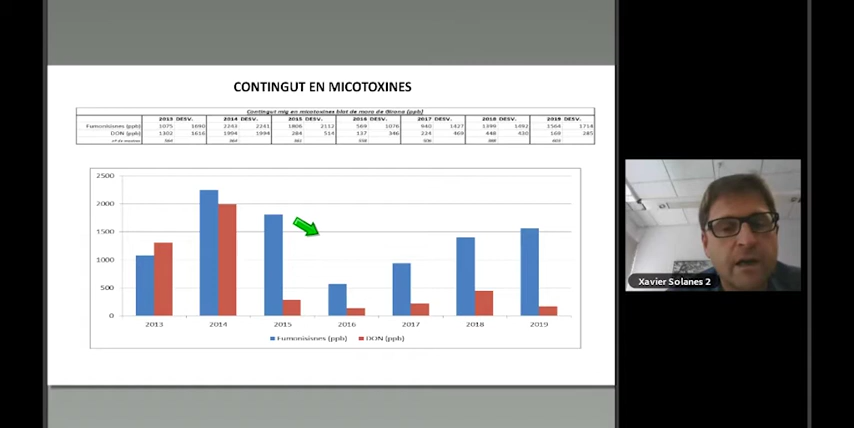 CONTINGUT EN MICOTOXINES
Contingut mig en micotoxines blat de moro de Girona (ppb)
2013 DESV. 2014 DESV. 2015 DESV. 2016 DESV. 2017 DESV. 2018 DESV. 2019 DESV.
Fumonisisnes (ppb) 1075 1690 2243 2241 1806 2112 569 1076 940 1427 1399 1492 1564 1714
DON (ppb) 1302 1616 1994 1994 284 514 137 346 224 469 448 430 169 285
2500
2000
1500
1000
500
0
2013 2014 2015 2016 2017 2018 2019
Fumonisisnes (ppb) DON (ppb)
Xavier Solanes 2